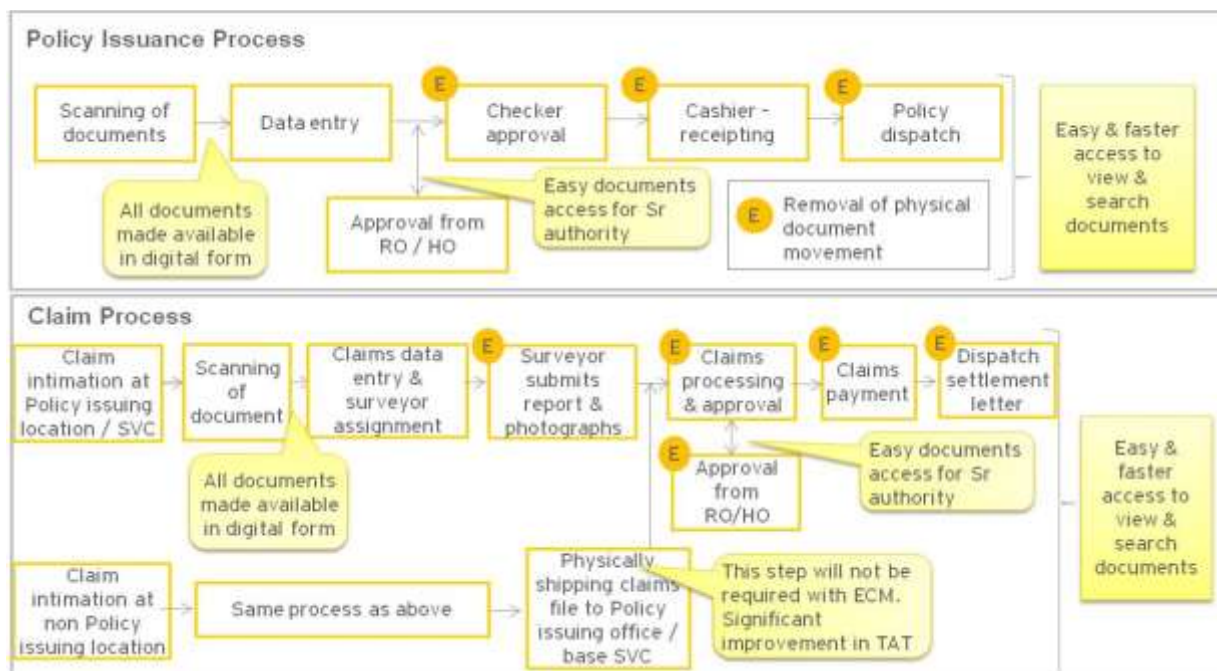 Policy Issuance Process
Scanning of
documents
Data entry
E
Checker
approval
E
Cashier -
receipting
E
Policy
dispatch
All documents
made available
in digital form
Approval from
RO / HO
Easy documents
access for Sr
authority
E
Removal of physical
document
movement
Easy & faster
access to
view &
search
documents
Claim Process
Claim
intimation at
Policy issuing
location / SVC
Scanning
of
document
Claims data
entry &
surveyor
assignment
E
Surveyor
submits
report &
photographs
E
Claims
processing
& approval
E
Claims
payment
E
Dispatch
settlement
letter
All documents
made available
in digital form
E
Approval
from
RO/HO
Easy documents
access for Sr
authority
Easy &
faster
access to
view &
search
documents
Claim
intimation at
non Policy
issuing location
Same process as above
Physically
shipping claims
file to Policy
issuing office /
base SVC
This step will not be
required with ECM.
Significant
improvement in TAT